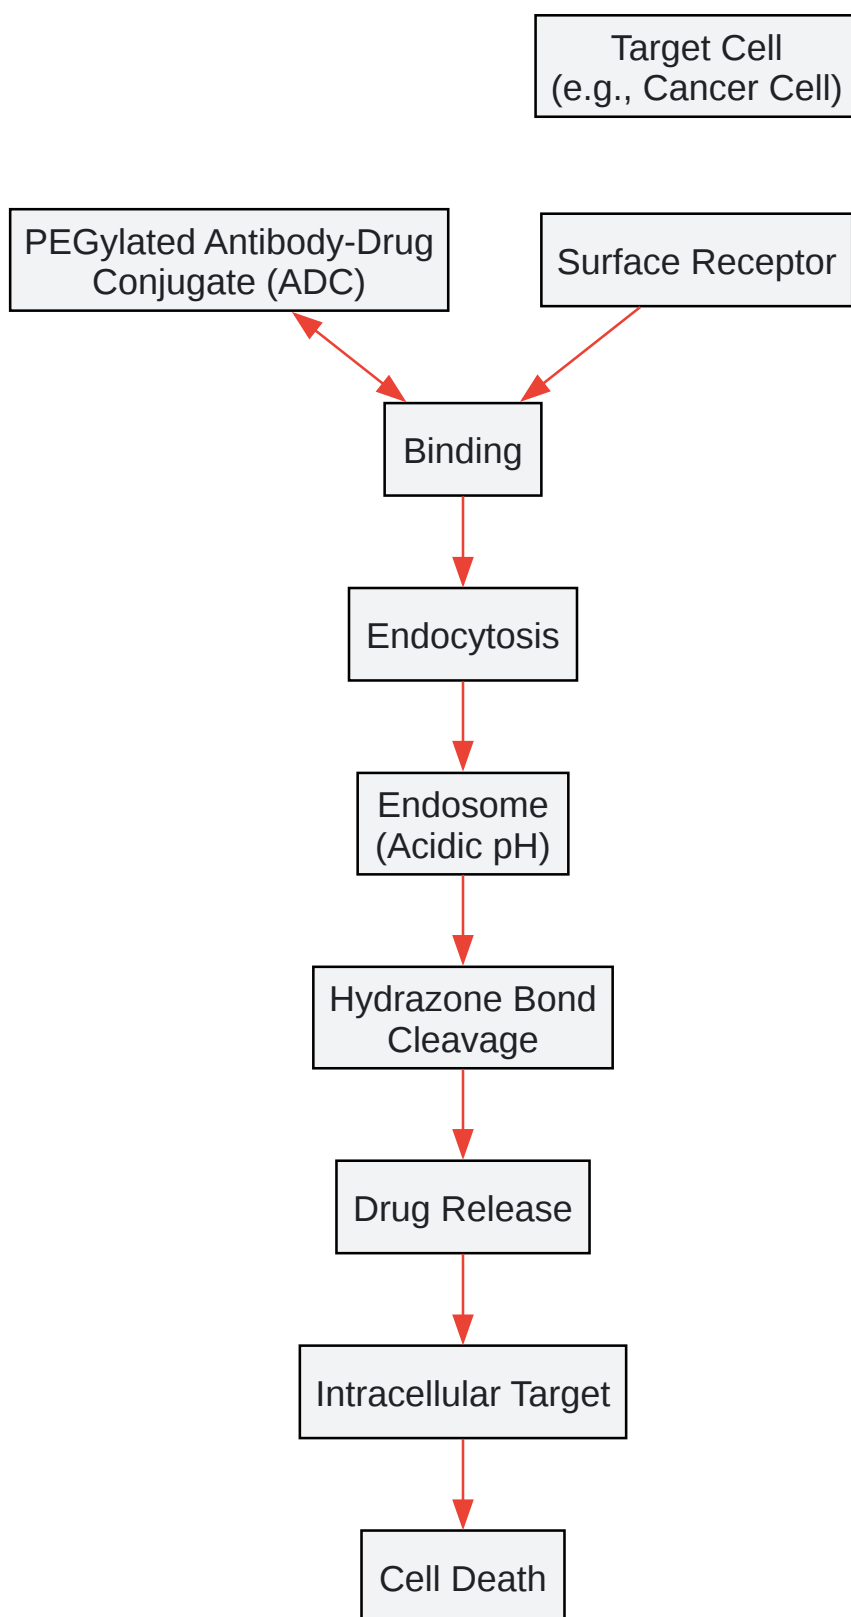 Target Cell
(e.g., Cancer Cell)
PEGylated Antibody-Drug
Conjugate (ADC)
Surface Receptor
Binding
Endocytosis
Endosome
(Acidic pH)
Hydrazone Bond
Cleavage
Drug Release
Intracellular Target
Cell Death